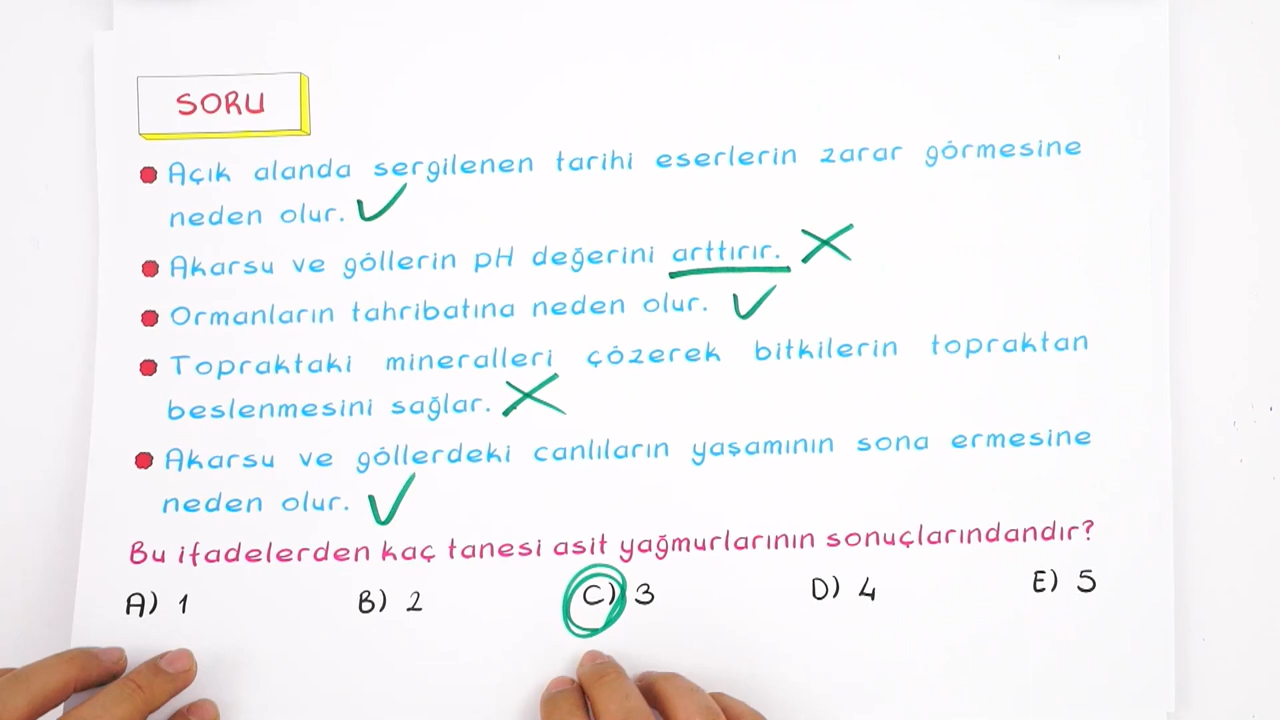 SORU
Açık alanda sergilenen tarihi eserlerin zarar görmesine
neden olur.
Akarsu ve göllerin pH değerini arttırır.
Ormanların tahribatına neden olur.
Topraktaki mineralleri çözerek bitkilerin topraktan
beslenmesini sağlar.
Akarsu ve göllerdeki canlıların yaşamının sona ermesine
neden olur.
Bu ifadelerden kaç tanesi asit yağmurlarının sonuçlarındandır?
A) 1 B) 2 C) 3 D) 4 E) 5